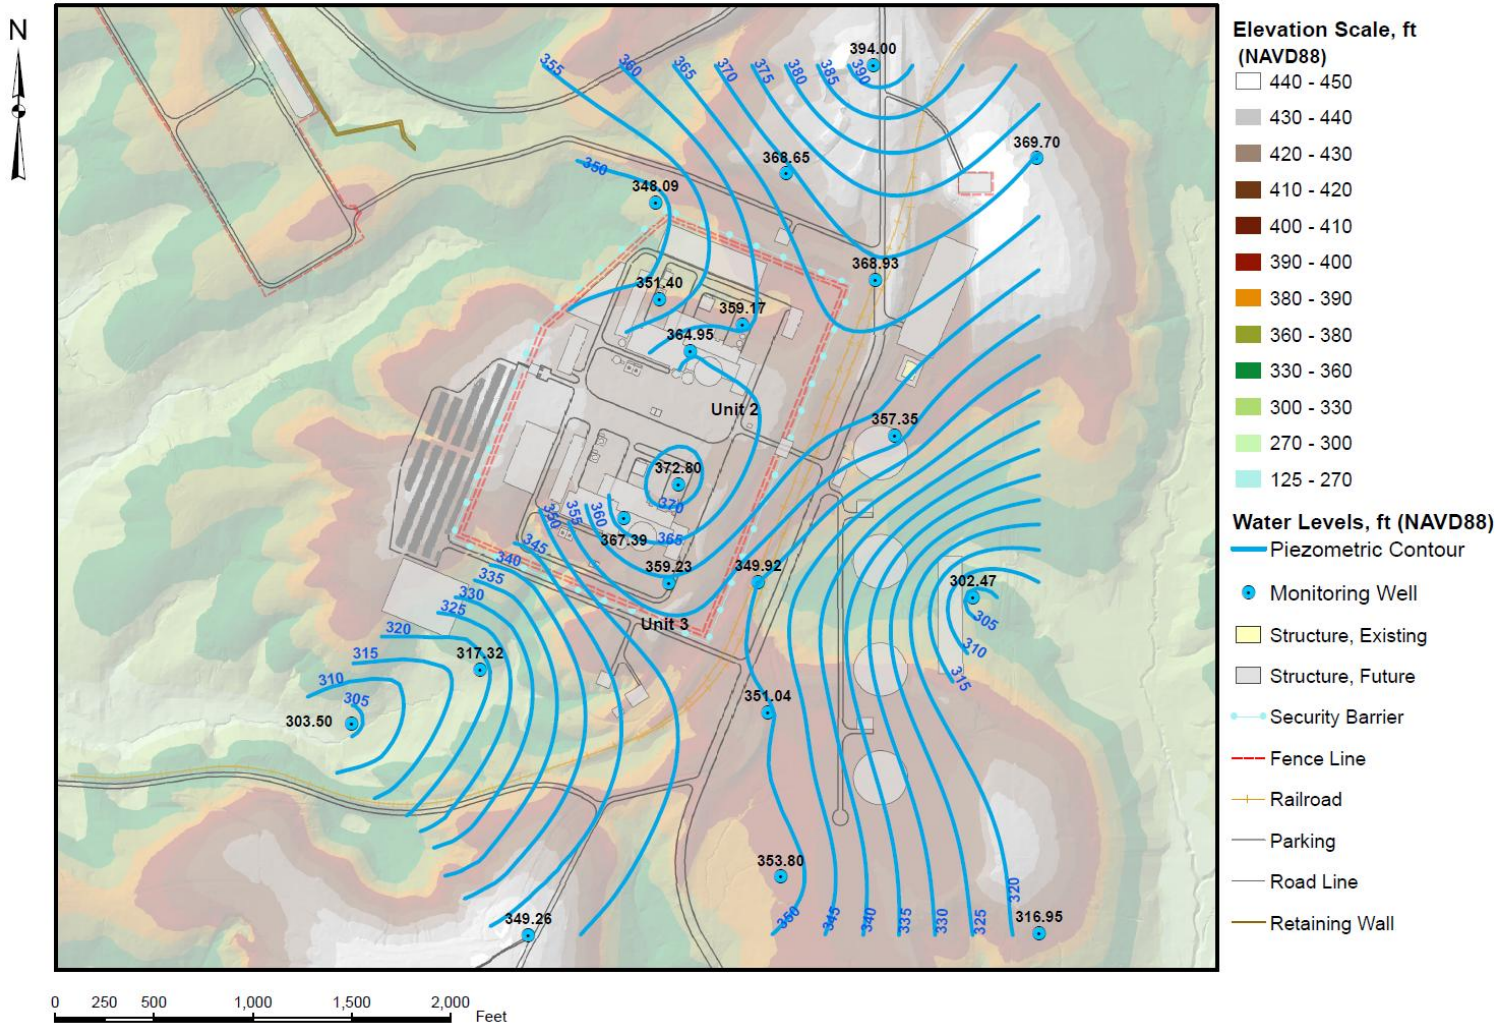 N
394.00
355
360
365
370
375
380
385
390
369.70
368.65
350
348.09
368.93
351.40
359.17
364.95
Unit 2
357.35
372.80
370
367.39
365
350
355
360
345
340
335
330
325
320
315
310
305
359.23
349.92
302.47
305
310
315
Unit 3
317.32
303.50
351.04
353.80
349.26
350
345
340
335
330
325
320
316.95
Elevation Scale, ft
(NAVD88)
440 - 450
430 - 440
420 - 430
410 - 420
400 - 410
390 - 400
380 - 390
360 - 380
330 - 360
300 - 330
270 - 300
125 - 270
Water Levels, ft (NAVD88)
Piezometric Contour
Monitoring Well
Structure, Existing
Structure, Future
Security Barrier
Fence Line
Railroad
Parking
Road Line
Retaining Wall
0 250 500 1,000 1,500 2,000
Feet